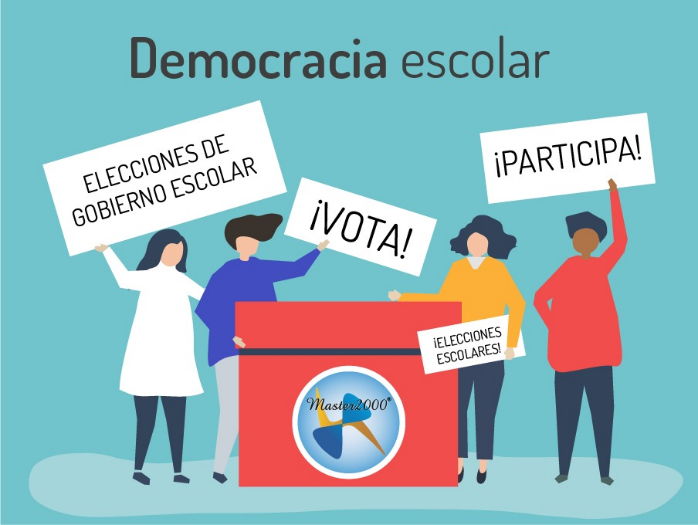 Democracia escolar
ELECCIONES DE
GOBIERNO ESCOLAR
¡VOTA!
¡PARTICIPA!
¡ELECCIONES
ESCOLARES!
Master2000®